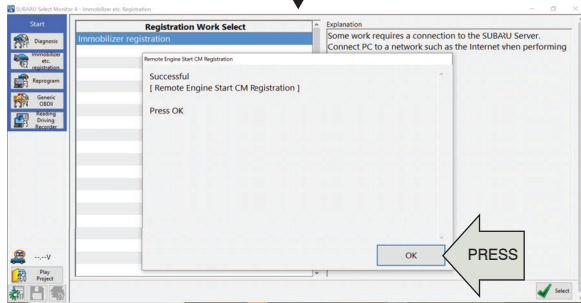 SUBARU Select Monitor 4 - Immobilizer etc. Registration
Start
Diagnosis
Immobilizer
etc.
registration
Reprogram
Generic
OBDII
Reading
Driving
Recorder
--.--V
Play
Project
Registration Work Select
Immobilizer registration
Explanation
Some work requires a connection to the SUBARU Server.
Connect PC to a network such as the Internet when performing
Remote Engine Start CM Registration
Successful
[ Remote Engine Start CM Registration ]
Press OK
OK
PRESS
Select